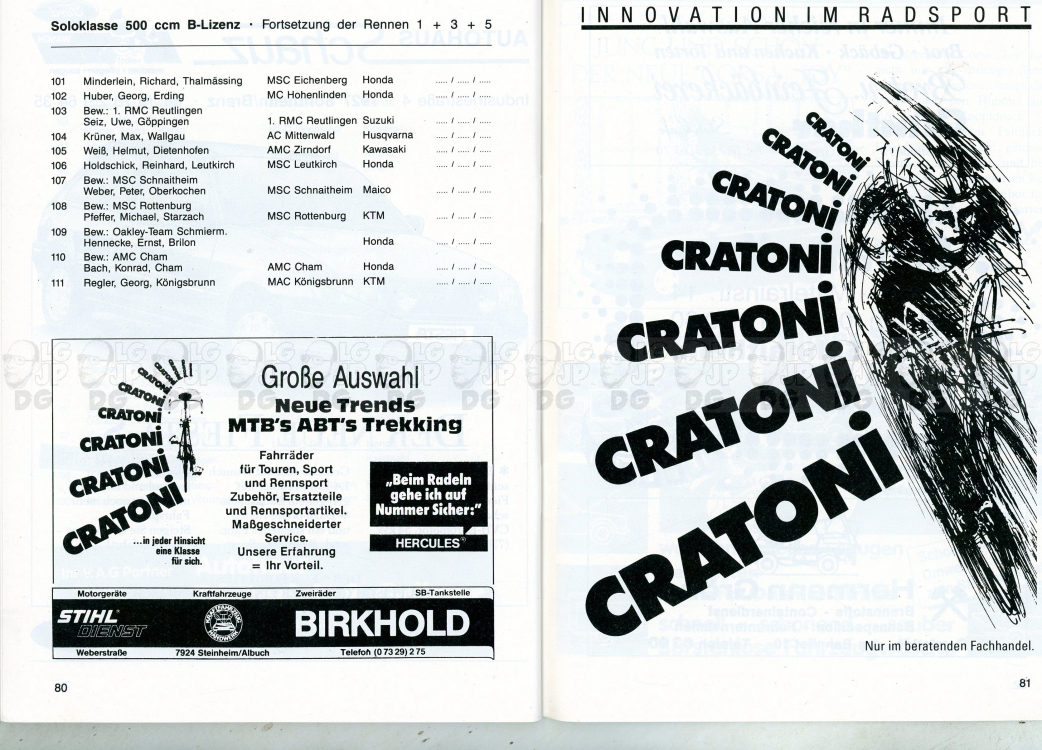 Soloklasse 500 ccm B-Lizenz · Fortsetzung der Rennen 1 + 3 + 5
101 Minderlein, Richard, Thalmässing MSC Eichenberg Honda ..... / ..... / .....
102 Huber, Georg, Erding MC Hohenlinden Honda ..... / ..... / .....
103 Bew.: 1. RMC Reutlingen
Seiz, Uwe, Göppingen 1. RMC Reutlingen Suzuki ..... / ..... / .....
104 Krüner, Max, Wallgau AC Mittenwald Husqvarna ..... / ..... / .....
105 Weiß, Helmut, Dietenhofen AMC Zirndorf Kawasaki ..... / ..... / .....
106 Holdschick, Reinhard, Leutkirch MSC Leutkirch Honda ..... / ..... / .....
107 Bew.: MSC Schnaitheim
Weber, Peter, Oberkochen MSC Schnaitheim Maico ..... / ..... / .....
108 Bew.: MSC Rottenburg
Pfeffer, Michael, Starzach MSC Rottenburg KTM ..... / ..... / .....
109 Bew.: Oakley-Team Schmierm.
Hennecke, Ernst, Brilon Honda ..... / ..... / .....
110 Bew.: AMC Cham
Bach, Konrad, Cham AMC Cham Honda ..... / ..... / .....
111 Regler, Georg, Königsbrunn MAC Königsbrunn KTM ..... / ..... / .....
CRATONI
CRATONI
CRATONI
CRATONI
CRATONI
CRATONI
...in jeder Hinsicht
eine Klasse
für sich.
Große Auswahl
Neue Trends
MTB's ABT's Trekking
Fahrräder
für Touren, Sport
und Rennsport
Zubehör, Ersatzteile
und Rennsportartikel.
Maßgeschneiderter
Service.
Unsere Erfahrung
= Ihr Vorteil.
„Beim Radeln
gehe ich auf
Nummer Sicher:"
HERCULES
Motorgeräte Kraftfahrzeuge Zweiräder SB-Tankstelle
STIHL
DIENST
BIRKHOLD
Weberstraße 7924 Steinheim/Albuch Telefon (0 73 29) 2 75
80
INNOVATION IM RADSPORT
CRATONI
CRATONI
CRATONI
CRATONI
CRATONI
CRATONI
CRATONI
Nur im beratenden Fachhandel.
81